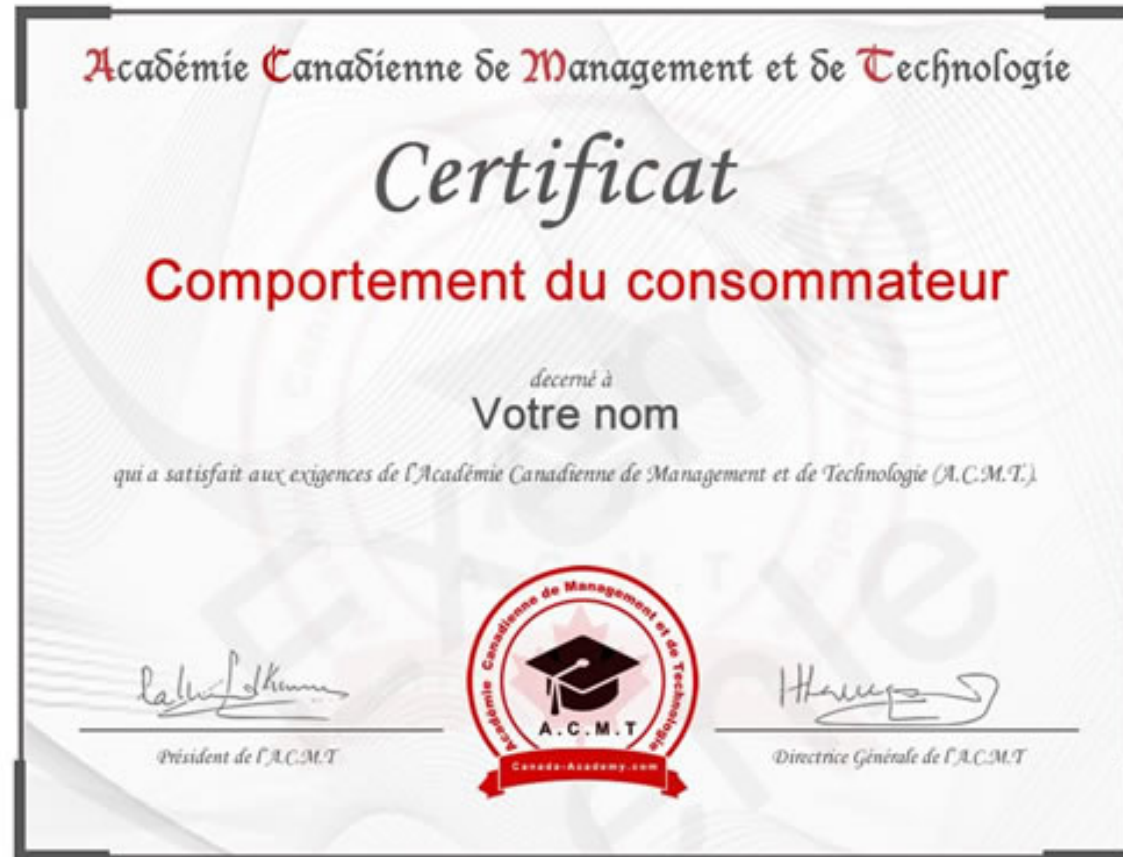 Académie Canadienne de Management et de Technologie
Certificat
Comportement du consommateur
decerné à
Votre nom
qui a satisfait aux exigences de l'Académie Canadienne de Management et de Technologie (A.C.M.T.).
Académie Canadienne de Management et de Technologie
A.C.M.T
Canada-Academy.com
Président de l'A.C.M.T
Directrice Générale de l'A.C.M.T